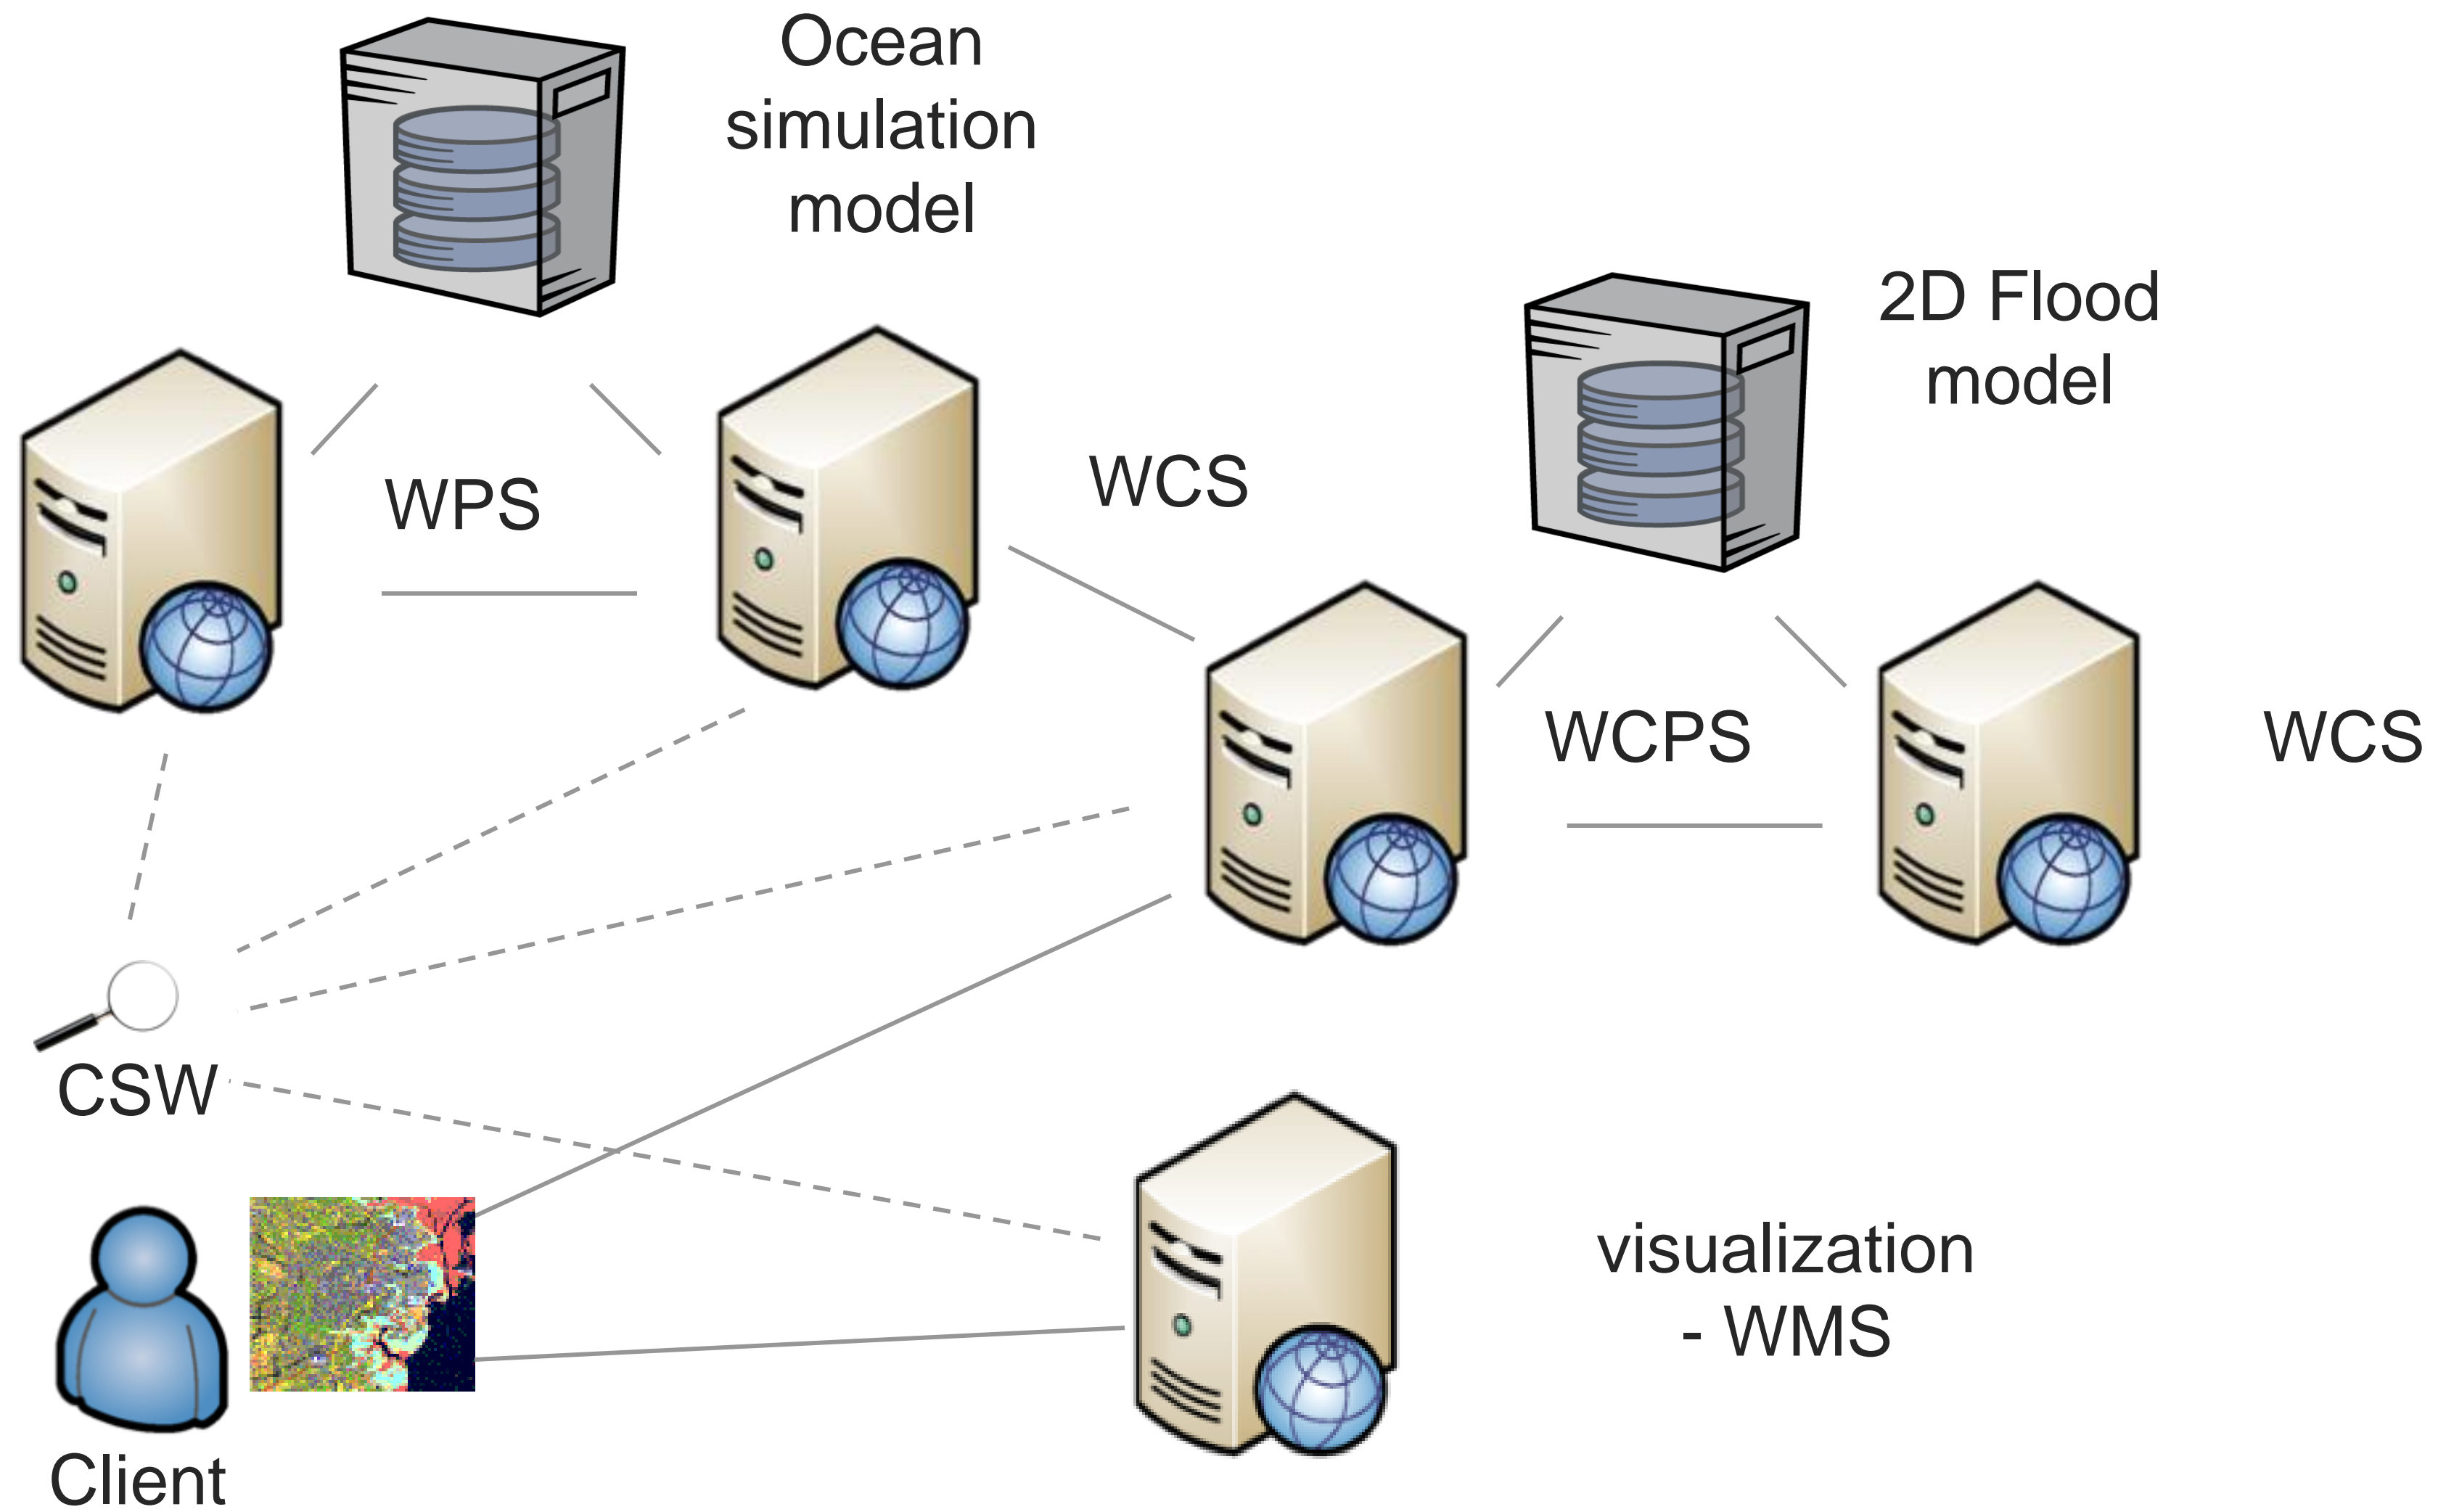 Ocean
simulation
model
2D Flood
model
WPS
WCS
WCPS
WCS
CSW
visualization
- WMS
Client